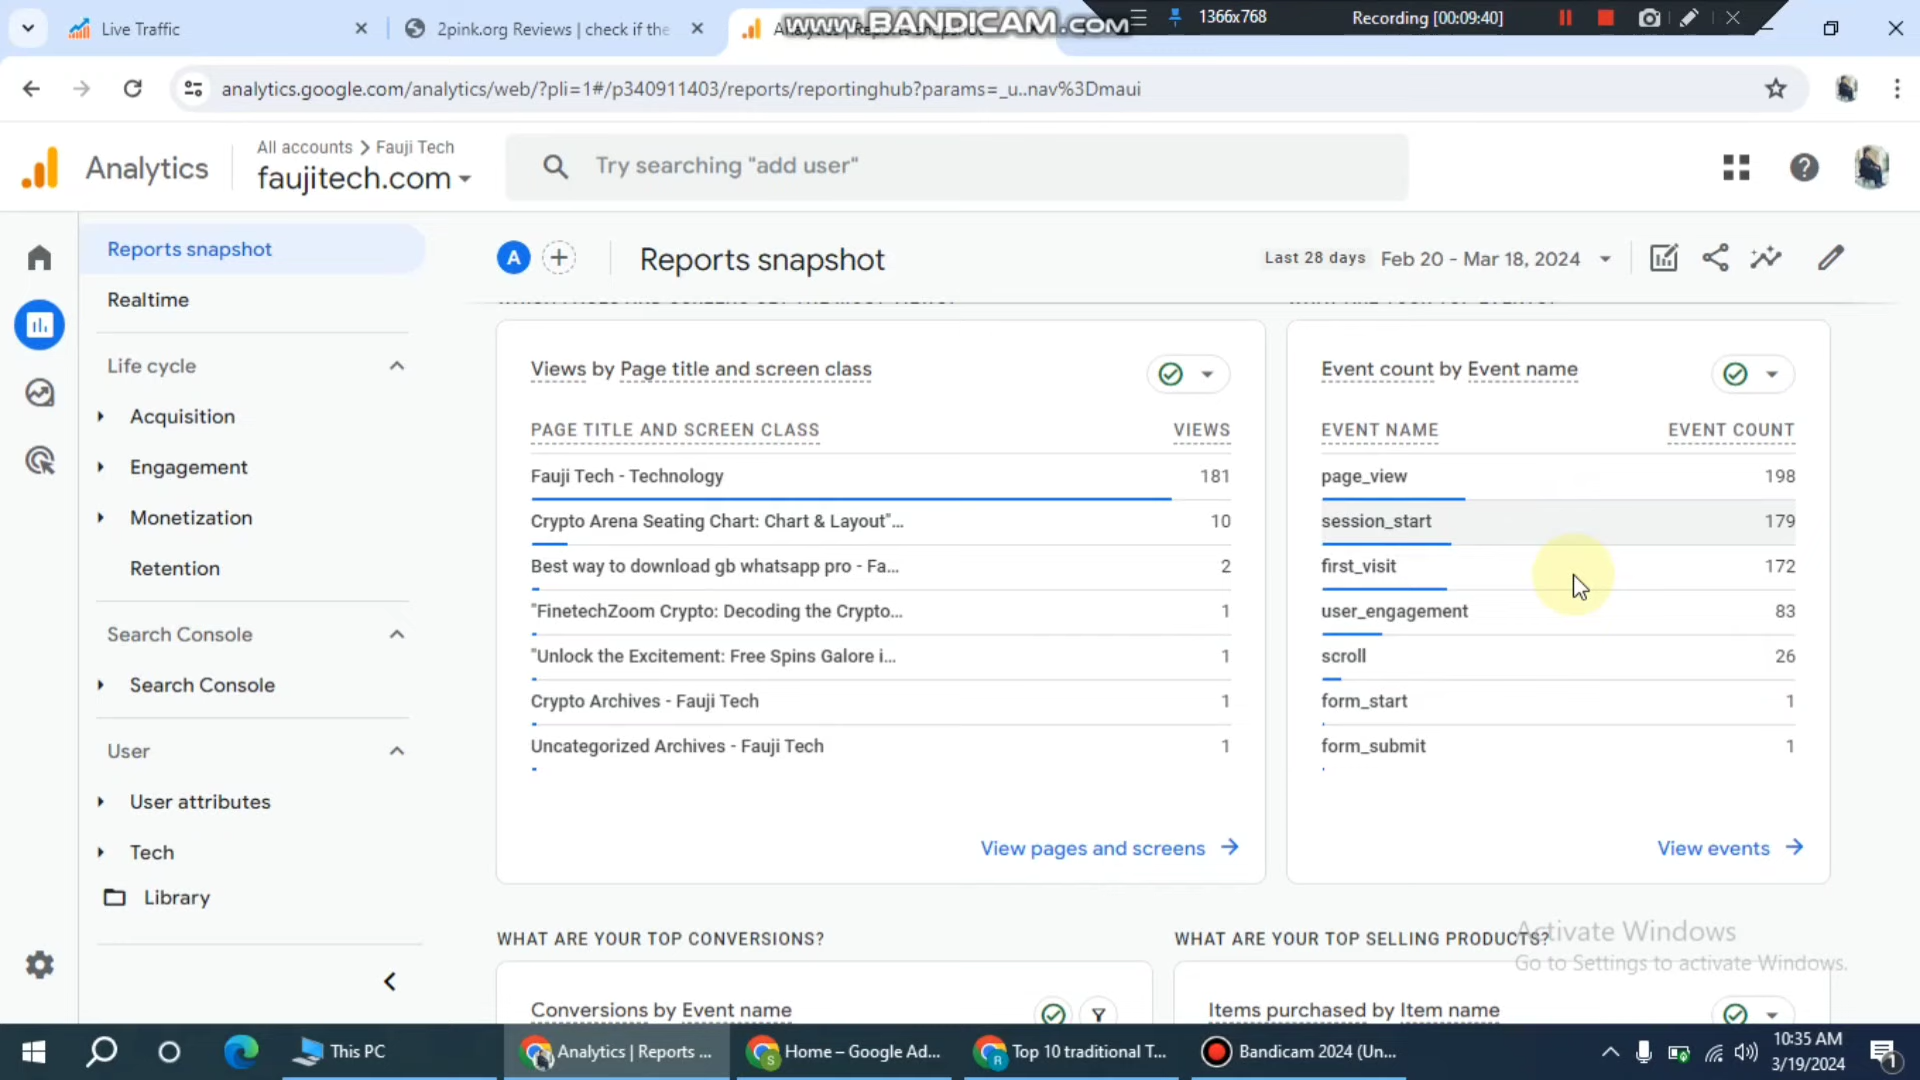 Live Traffic
2pink.org Reviews | check if the
www.BANDICAM.com
1366x768
Recording [00:09:40]
analytics.google.com/analytics/web/?pli=1#/p340911403/reports/reportinghub?params=_u..nav%3Dmaui
Analytics
All accounts > Fauji Tech
faujitech.com
Try searching "add user"
Reports snapshot
Realtime
Life cycle
Acquisition
Engagement
Monetization
Retention
Search Console
Search Console
User
User attributes
Tech
Library
A
Reports snapshot
Last 28 days
Feb 20 - Mar 18, 2024
Views by Page title and screen class
PAGE TITLE AND SCREEN CLASS VIEWS
Fauji Tech - Technology 181
Crypto Arena Seating Chart: Chart & Layout"... 10
Best way to download gb whatsapp pro - Fa... 2
"FinetechZoom Crypto: Decoding the Crypto... 1
"Unlock the Excitement: Free Spins Galore i... 1
Crypto Archives - Fauji Tech 1
Uncategorized Archives - Fauji Tech 1
View pages and screens
Event count by Event name
EVENT NAME EVENT COUNT
page_view 198
session_start 179
first_visit 172
user_engagement 83
scroll 26
form_start 1
form_submit 1
View events
WHAT ARE YOUR TOP CONVERSIONS?
Conversions by Event name
WHAT ARE YOUR TOP SELLING PRODUCTS?
Items purchased by Item name
Activate Windows
Go to Settings to activate Windows.
This PC
Analytics | Reports ...
Home – Google Ad...
Top 10 traditional T...
Bandicam 2024 (Un...
10:35 AM
3/19/2024
1